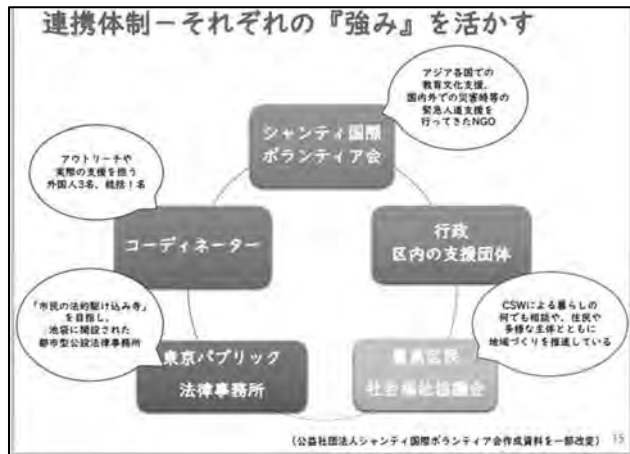 連携体制－それぞれの『強み』を活かす
アジア各国での
教育文化支援、
国内外での災害時等の
緊急人道支援を
行ってきたNGO
シャンティ国際
ボランティア会
アウトリーチや
実際の支援を担う
外国人3名、統括1名
コーディネーター
行政
区内の支援団体
「市民の法的駆け込み寺」
を目指し、
池袋に開設された
都市型公設法律事務所
東京パブリック
法律事務所
CSWによる暮らしの
何でも相談や、住民や
多様な主体とともに
地域づくりを推進している
豊島区民
社会福祉協議会
（公益社団法人シャンティ国際ボランティア会作成資料を一部改変） 15